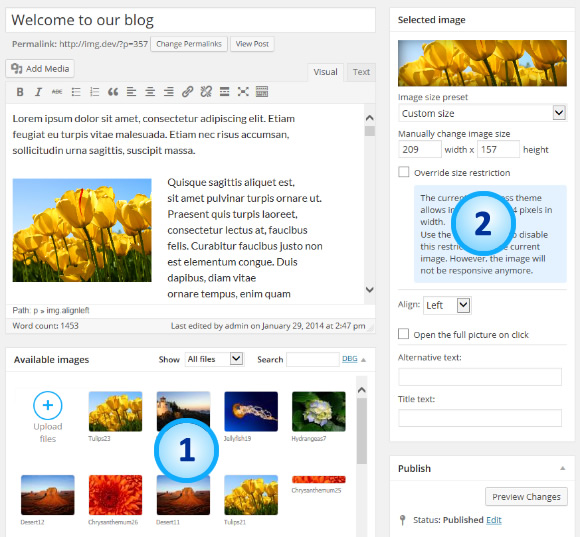 Welcome to our blog
Permalink: http://img.dev/?p=357 Change Permalinks View Post
Add Media
Visual Text
B I ABC
Lorem ipsum dolor sit amet, consectetur adipiscing elit. Etiam
feugiat eu turpis vitae malesuada. Etiam nec risus accumsan,
sollicitudin urna sagittis, suscipit massa.
Quisque sagittis aliquet est,
sit amet pulvinar turpis ornare ut.
Praesent quis turpis laoreet,
consectetur lectus at, faucibus
felis. Curabitur faucibus justo non
est elementum congue. Duis
dapibus, diam vitae
ornare tempus, enim quam
Path: p » img.alignleft
Word count: 1453 Last edited by admin on January 29, 2014 at 2:47 pm
Available images Show All files Search DBG
Upload
files
Tulips23
Jellyfish19
Hydrangeas7
1
Desert12
Chrysanthemum26
Desert11
Tulips21
Chrysanthemum25
Selected image
Image size preset
Custom size
Manually change image size
209 width x 157 height
Override size restriction
The current ss theme
allows in 4 pixels in
width.
Use the to disable
this restri current
image. However, the image will
not be responsive anymore.
2
Align: Left
Open the full picture on click
Alternative text:
Title text:
Publish
Preview Changes
Status: Published Edit